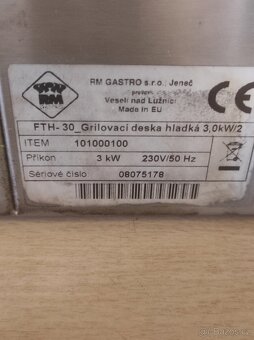 RM GASTRO s.r.o., Jeneč
Veselí nad Lužnicí
Made in EU
CE
RM
FTH- 30_Grilovací deska hladká 3,0kW/2
ITEM 101000100
Příkon 3 kW 230V/50 Hz
Sériové číslo 08075178